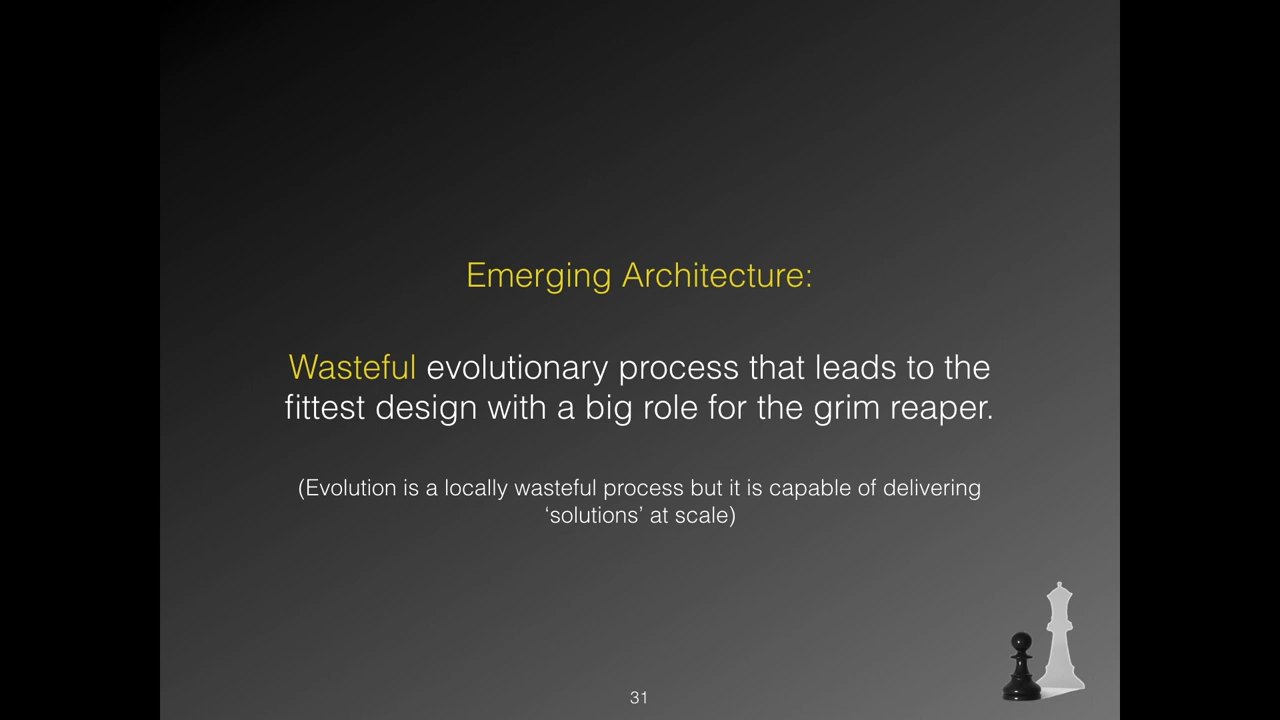 Emerging Architecture:
Wasteful evolutionary process that leads to the
fittest design with a big role for the grim reaper.
(Evolution is a locally wasteful process but it is capable of delivering
‘solutions’ at scale)
31